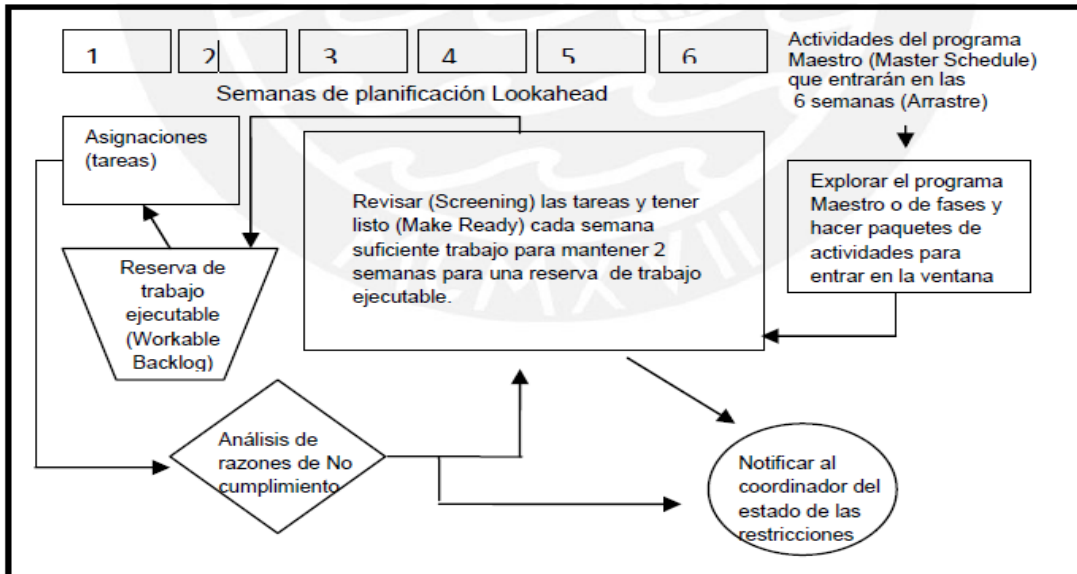 1 2 3 4 5 6
Semanas de planificación Lookahead
Actividades del programa
Maestro (Master Schedule)
que entrarán en las
6 semanas (Arrastre)
Asignaciones
(tareas)
Revisar (Screening) las tareas y tener
listo (Make Ready) cada semana
suficiente trabajo para mantener 2
semanas para una reserva de trabajo
ejecutable.
Explorar el programa
Maestro o de fases y
hacer paquetes de
actividades para
entrar en la ventana
Reserva de
trabajo
ejecutable
(Workable
Backlog)
Análisis de
razones de No
cumplimiento
Notificar al
coordinador del
estado de las
restricciones